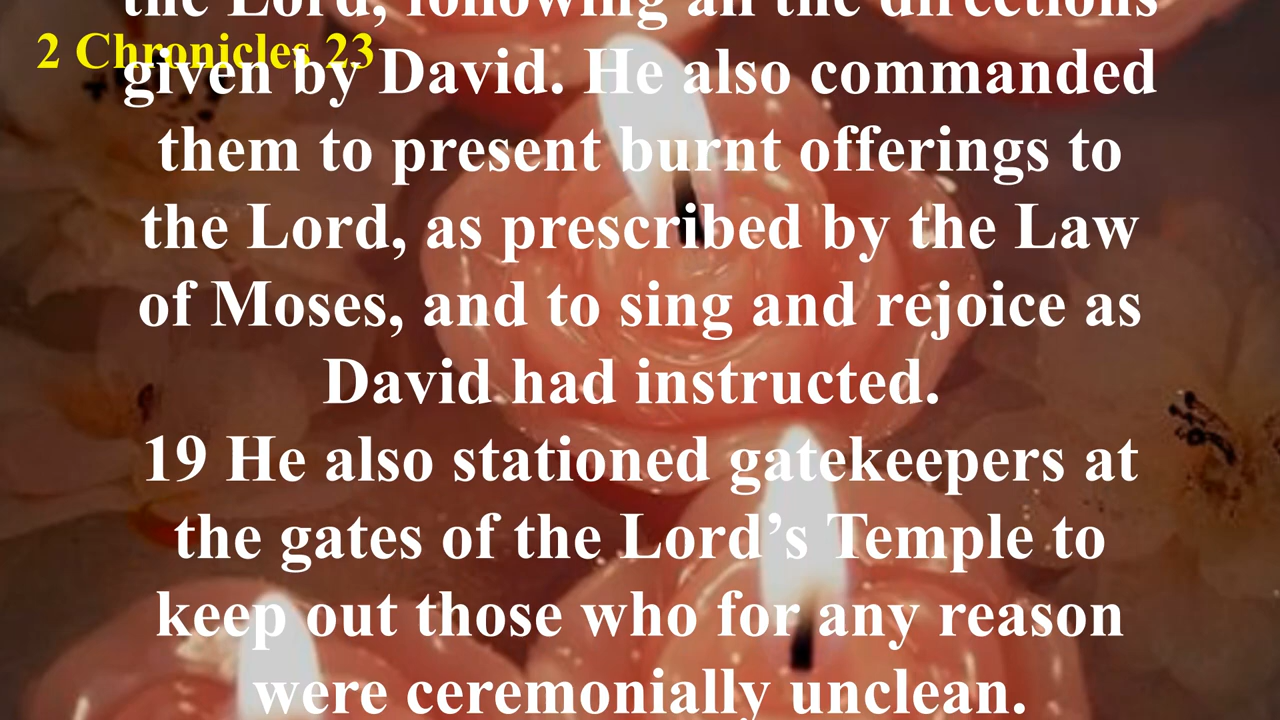 the Lord, following all the directions
2 Chronicles 23
given by David. He also commanded
them to present burnt offerings to
the Lord, as prescribed by the Law
of Moses, and to sing and rejoice as
David had instructed.
19 He also stationed gatekeepers at
the gates of the Lord’s Temple to
keep out those who for any reason
were ceremonially unclean.